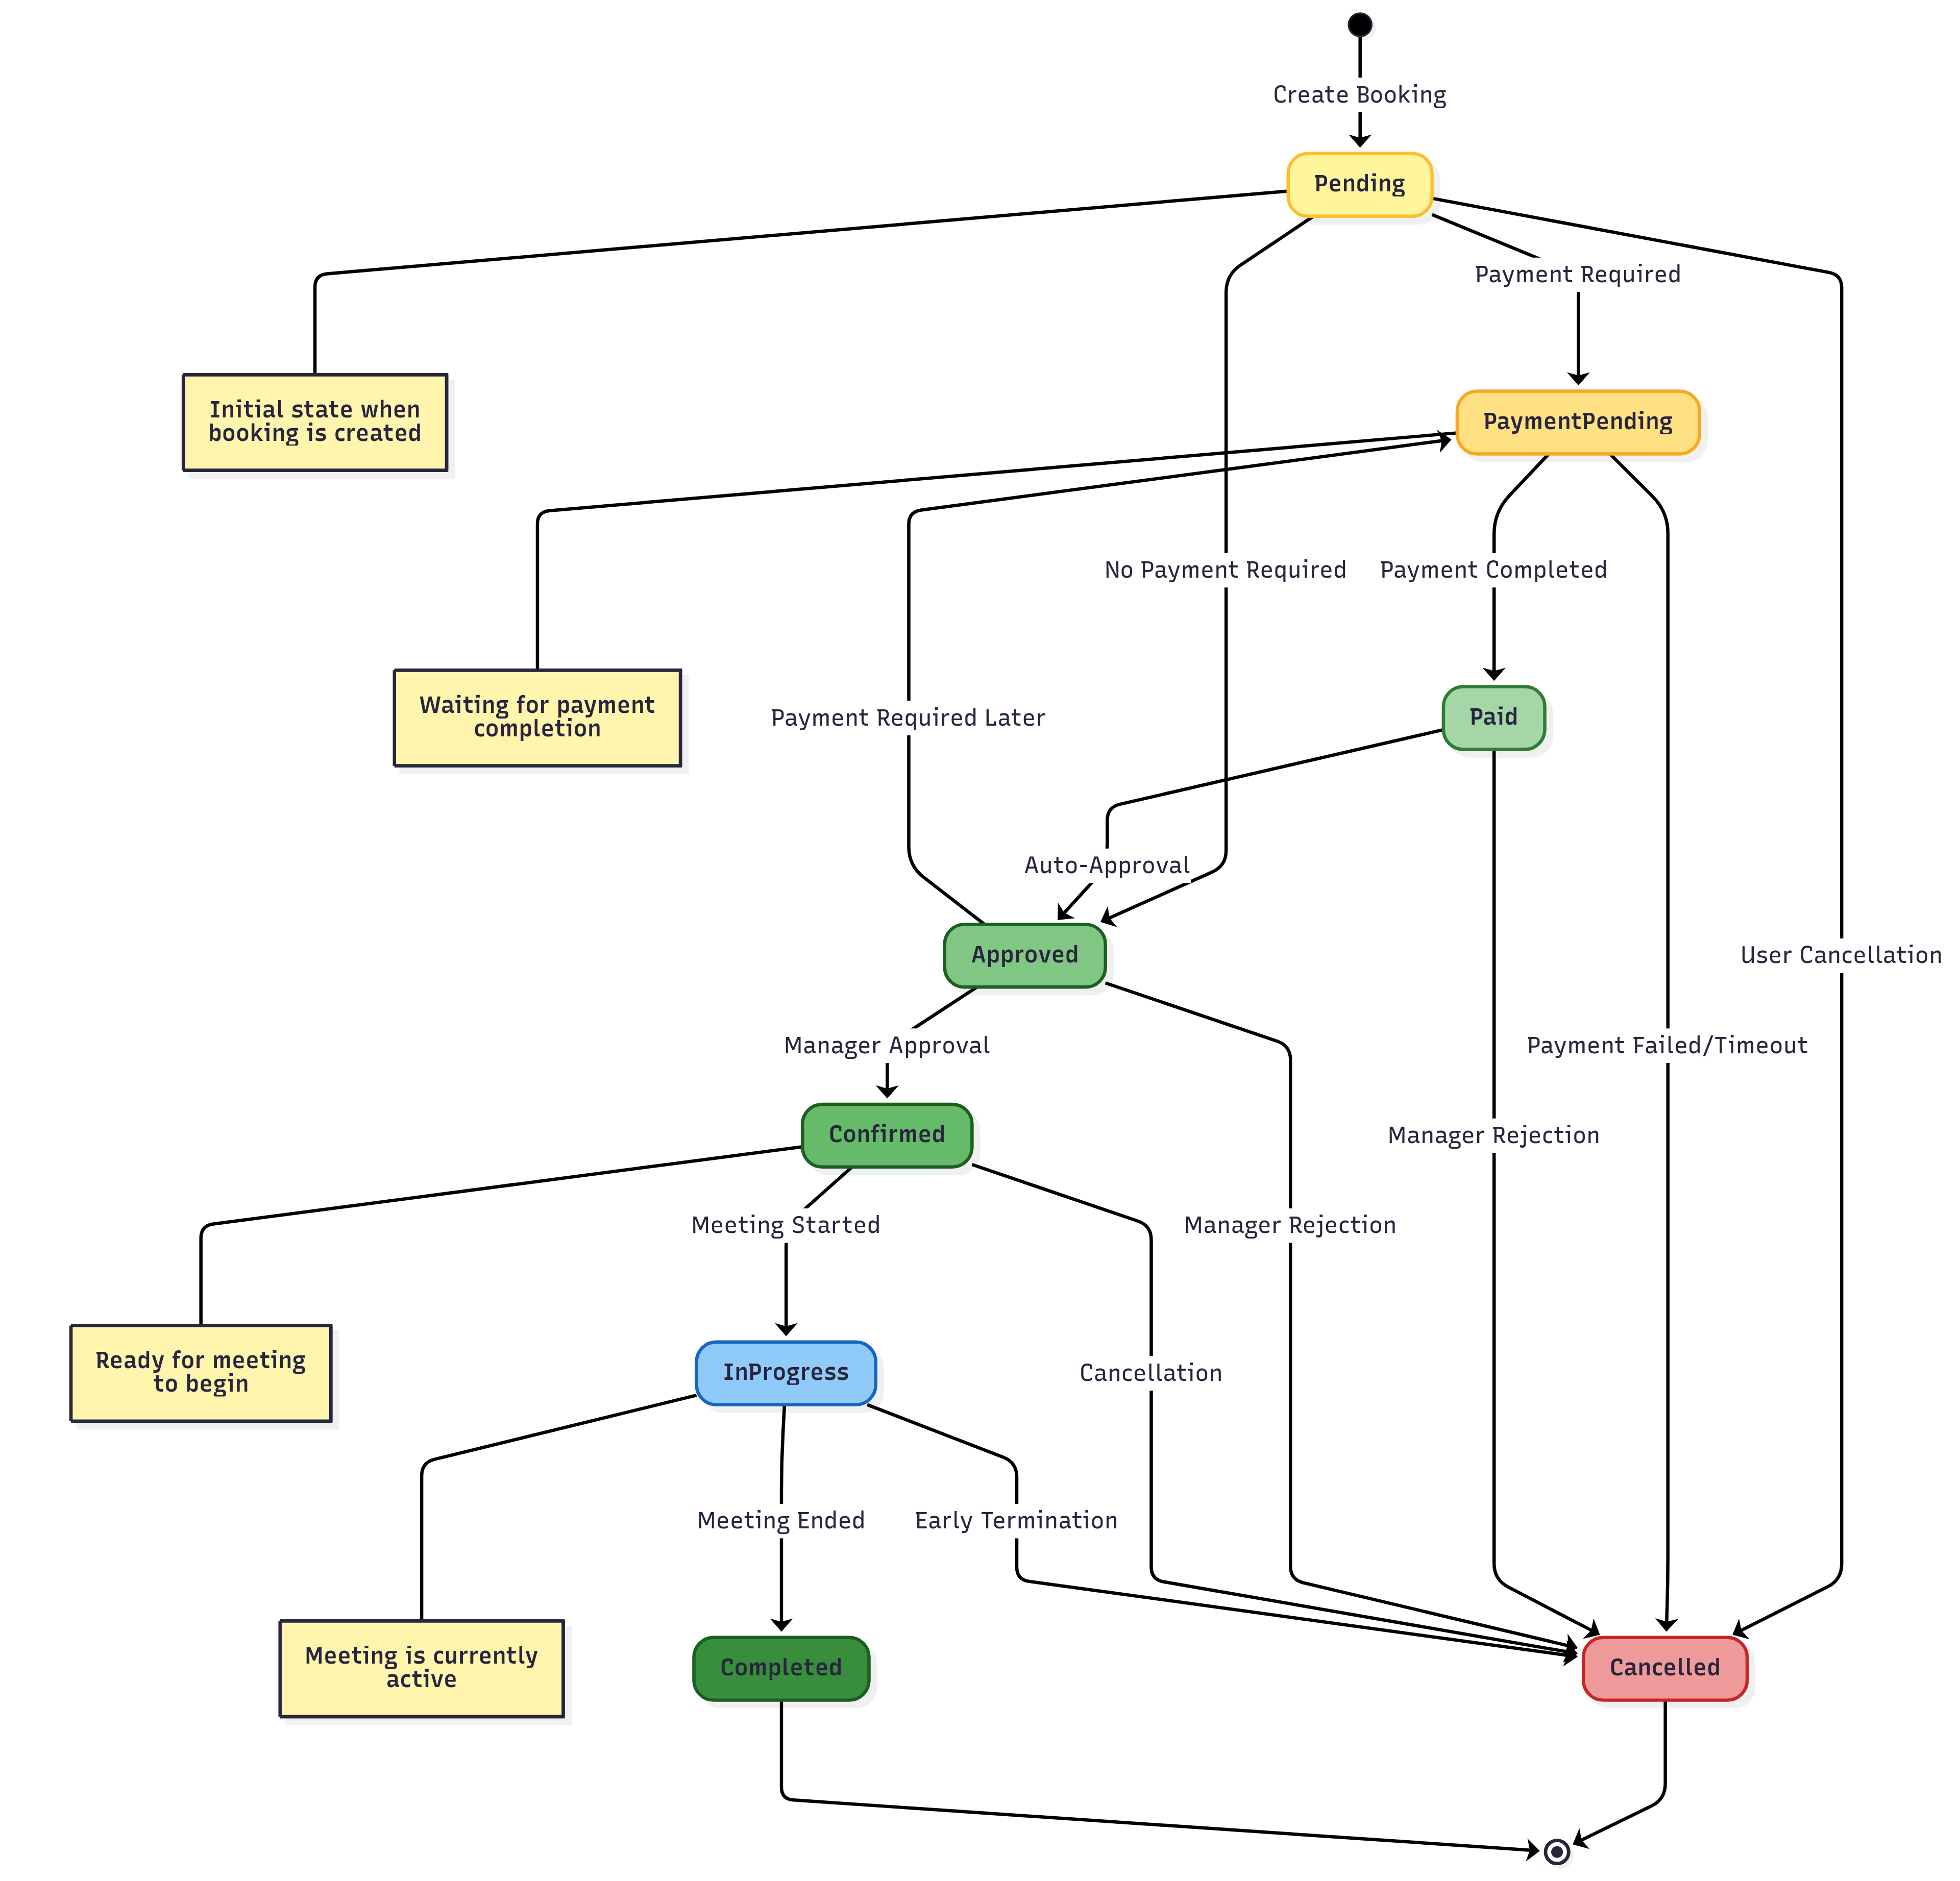 Create Booking
Pending
Payment Required
Initial state when
booking is created
PaymentPending
No Payment Required
Payment Completed
Waiting for payment
completion
Payment Required Later
Paid
Auto-Approval
Approved
User Cancellation
Manager Approval
Payment Failed/Timeout
Confirmed
Manager Rejection
Meeting Started
Manager Rejection
Ready for meeting
to begin
InProgress
Cancellation
Meeting Ended
Early Termination
Meeting is currently
active
Completed
Cancelled